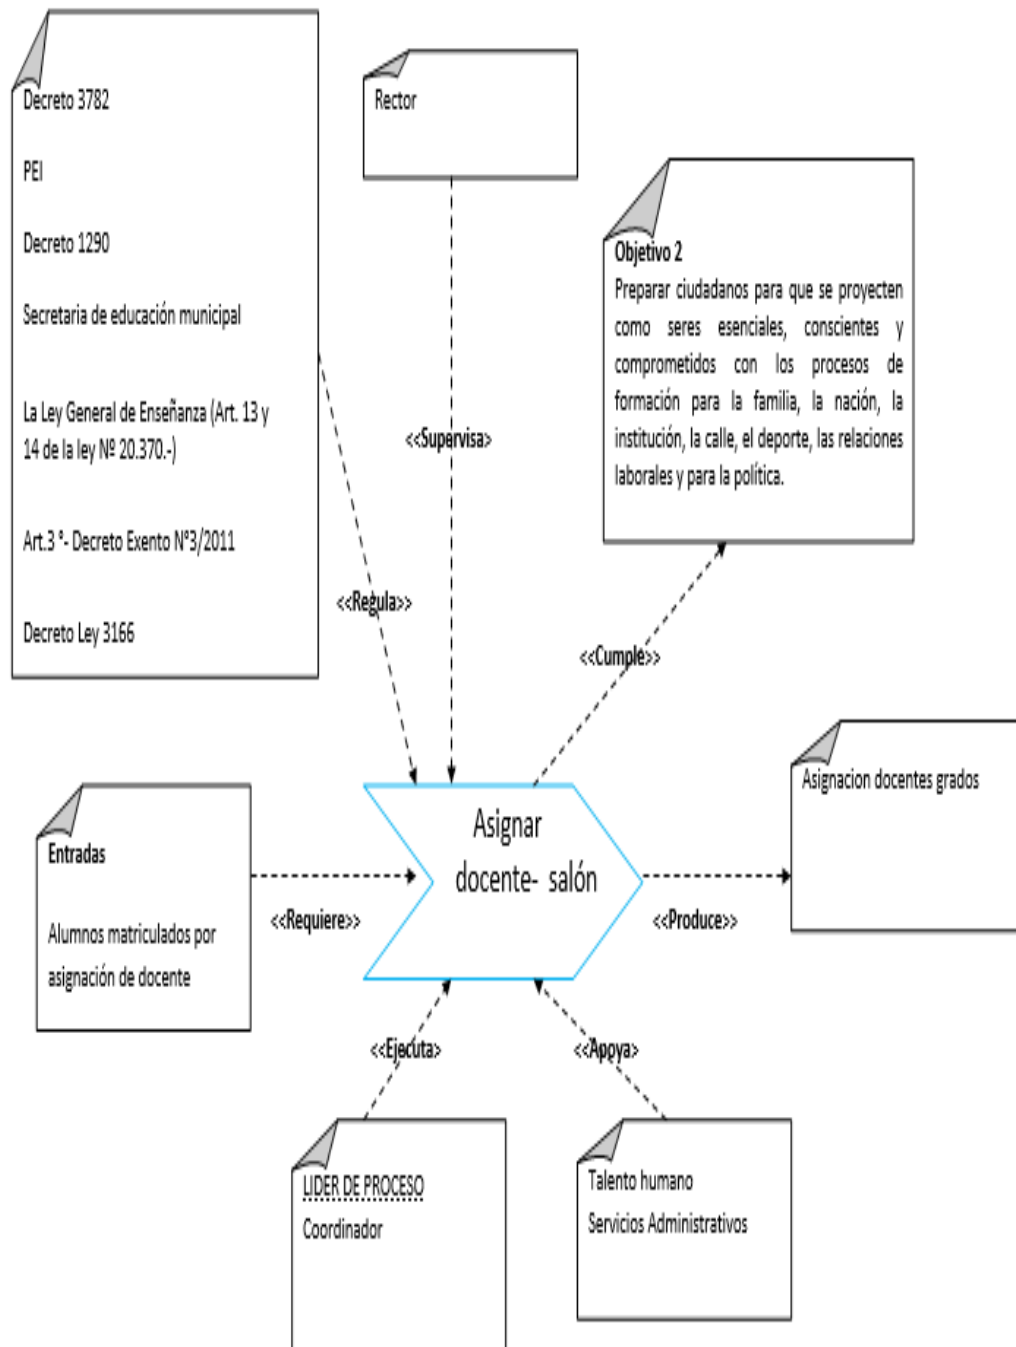 Decreto 3782
PEI
Decreto 1290
Secretaria de educación municipal
La Ley General de Enseñanza (Art. 13 y
14 de la ley Nº 20.370.-)
Art.3 °- Decreto Exento N°3/2011
Decreto Ley 3166
Rector
Objetivo 2
Preparar ciudadanos para que se proyecten
como seres esenciales, conscientes y
comprometidos con los procesos de
formación para la familia, la nación, la
institución, la calle, el deporte, las relaciones
laborales y para la política.
<<Supervisa>
<<Regula>>
<<Cumple>>
Entradas
Alumnos matriculados por
asignación de docente
<<Requiere>>
Asignar
docente- salón
<<Produce>>
Asignacion docentes grados
<<Ejecuta>
<<Apoya>
LIDER DE PROCESO
Coordinador
Talento humano
Servicios Administrativos